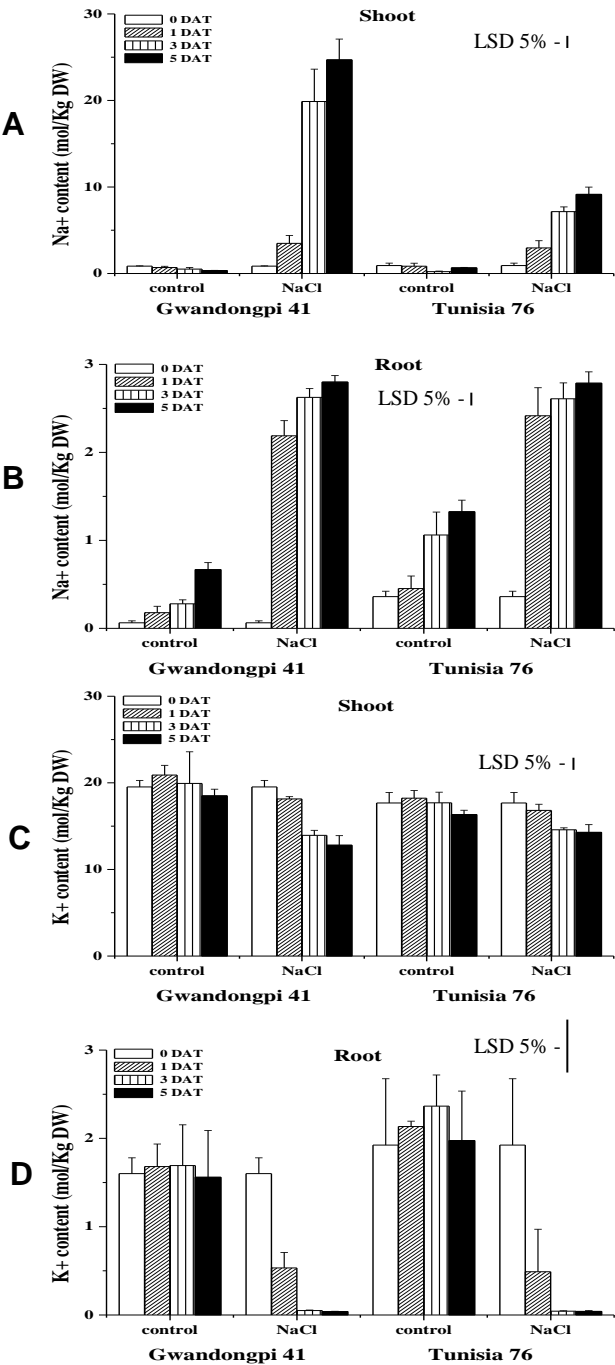 A
Na+ content (mol/Kg DW)
0 DAT
1 DAT
3 DAT
5 DAT
Shoot
LSD 5% -
30
20
10
0
control NaCl control NaCl
Gwandongpi 41 Tunisia 76
B
Na+ content (mol/Kg DW)
0 DAT
1 DAT
3 DAT
5 DAT
Root
LSD 5% -
3
2
1
0
control NaCl control NaCl
Gwandongpi 41 Tunisia 76
C
K+ content (mol/Kg DW)
0 DAT
1 DAT
3 DAT
5 DAT
Shoot
LSD 5% -
30
20
10
0
control NaCl control NaCl
Gwandongpi 41 Tunisia 76
D
K+ content (mol/Kg DW)
0 DAT
1 DAT
3 DAT
5 DAT
Root
LSD 5% -
3
2
1
0
control NaCl control NaCl
Gwandongpi 41 Tunisia 76